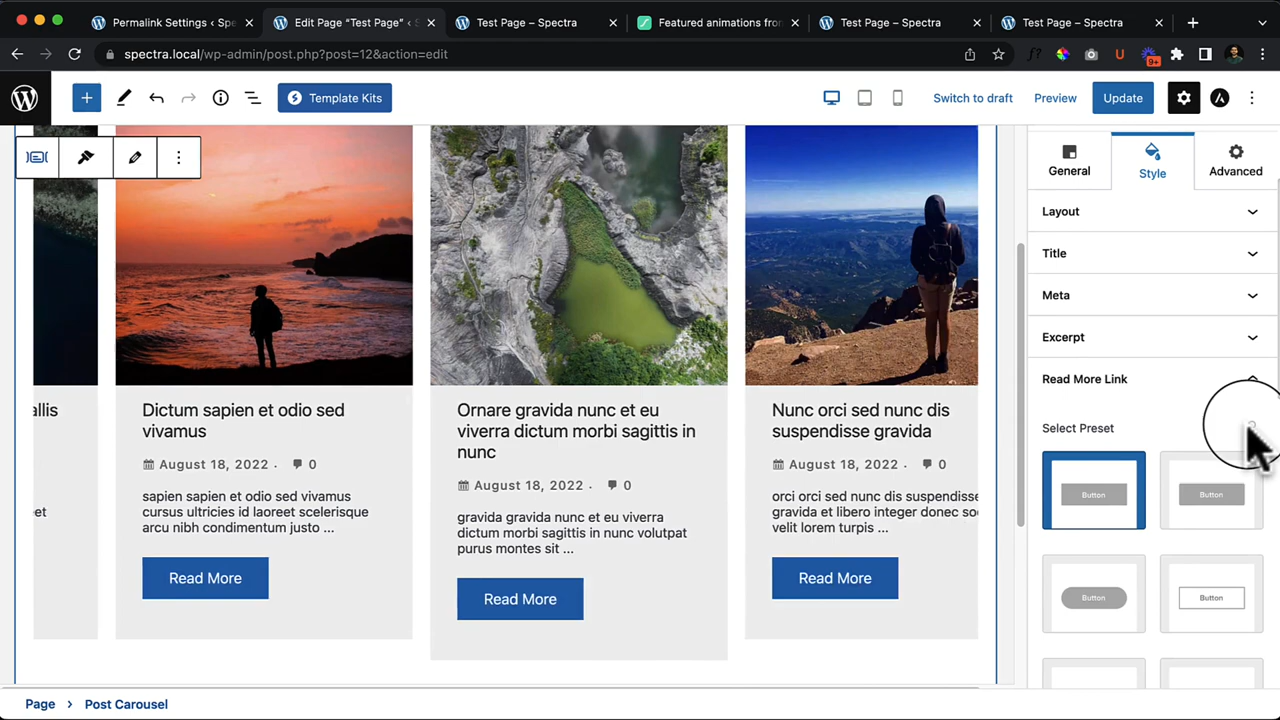 Permalink Settings ‹ Spe
Edit Page “Test Page” ‹ S
Test Page – Spectra
Featured animations fro
Test Page – Spectra
Test Page – Spectra
spectra.local/wp-admin/post.php?post=12&action=edit
9+
Template Kits
Switch to draft
Preview
Update
General
Style
Advanced
Layout
Title
Meta
Excerpt
Read More Link
Select Preset
Button
Button
Button
Button
allis
et
Dictum sapien et odio sed
vivamus
August 18, 2022 . 0
sapien sapien et odio sed vivamus
cursus ultricies id laoreet scelerisque
arcu nibh condimentum justo ...
Read More
Ornare gravida nunc et eu
viverra dictum morbi sagittis in
nunc
August 18, 2022 . 0
gravida gravida nunc et eu viverra
dictum morbi sagittis in nunc volutpat
purus montes sit ...
Read More
Nunc orci sed nunc dis
suspendisse gravida
August 18, 2022 . 0
orci orci sed nunc dis suspendisse
gravida et libero integer donec so
velit lorem turpis ...
Read More
Page › Post Carousel